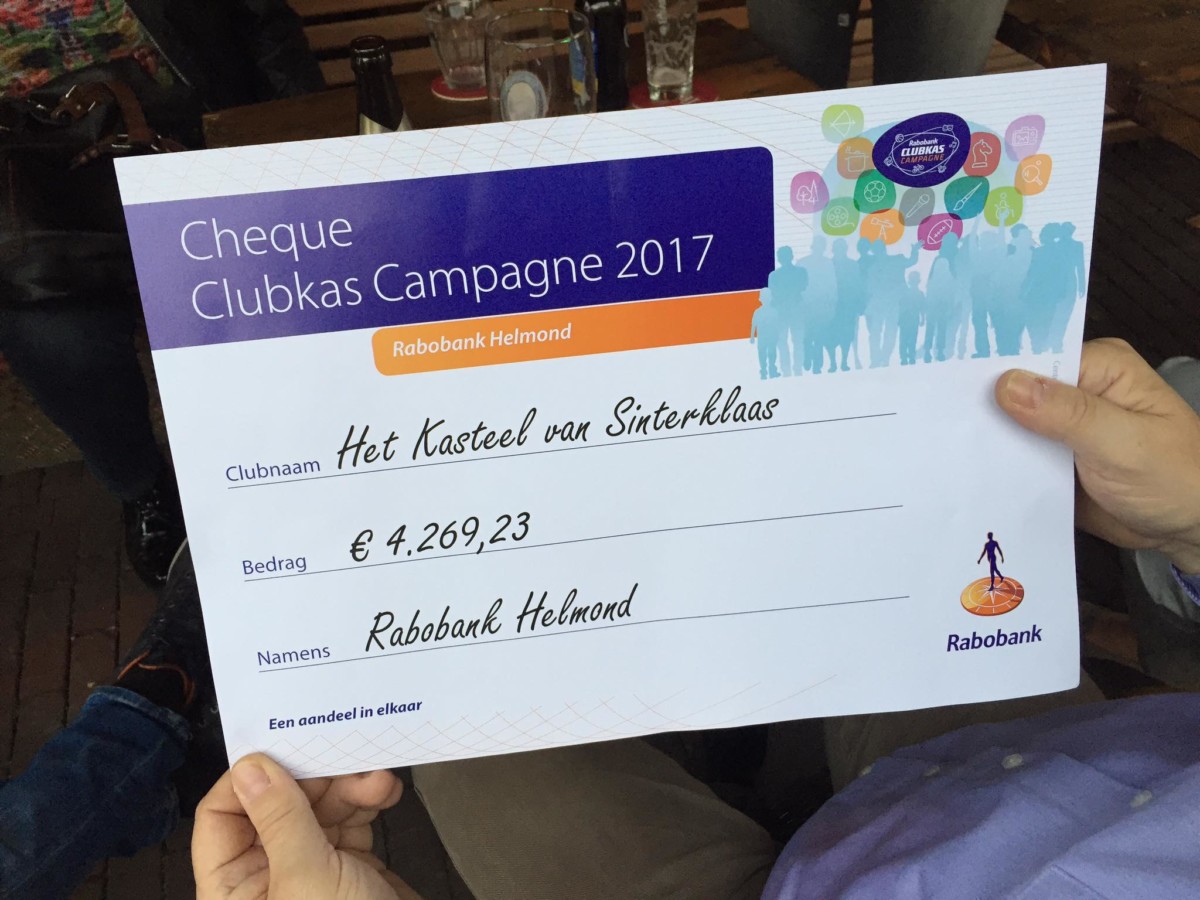 Rabobank
CLUBKAS
CAMPAGNE
Cheque
Clubkas Campagne 2017
Rabobank Helmond
Clubnaam Het Kasteel van Sinterklaas
Bedrag € 4.269,23
Namens Rabobank Helmond
Rabobank
Een aandeel in elkaar